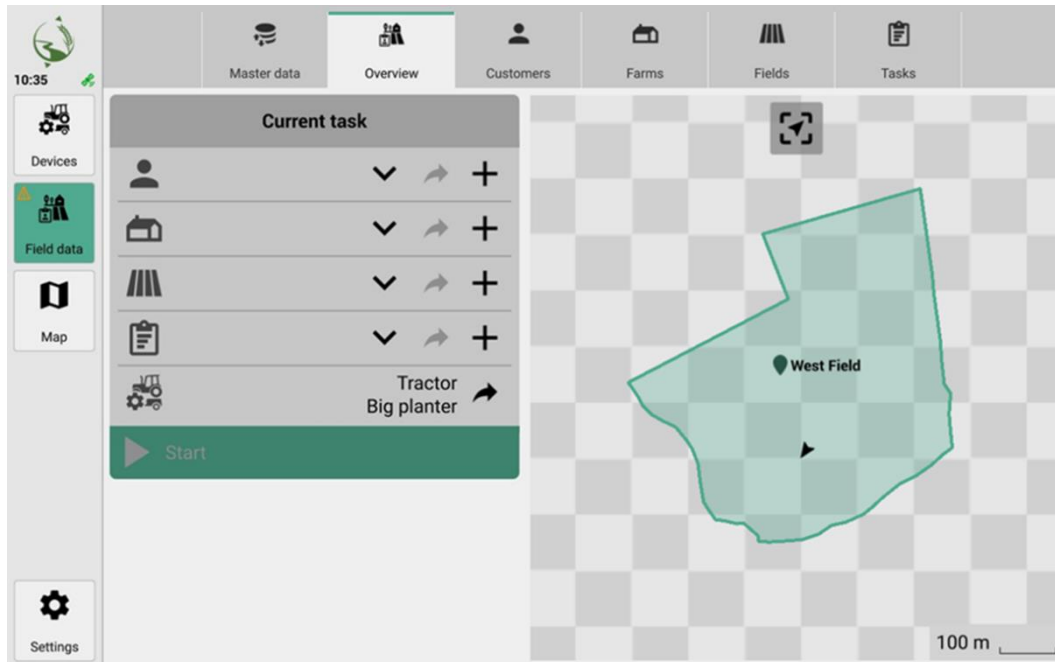 Master data
Overview
Customers
Farms
Fields
Tasks
10:35
Devices
Field data
Map
Settings
Current task
Tractor
Big planter
Start
West Field
100 m